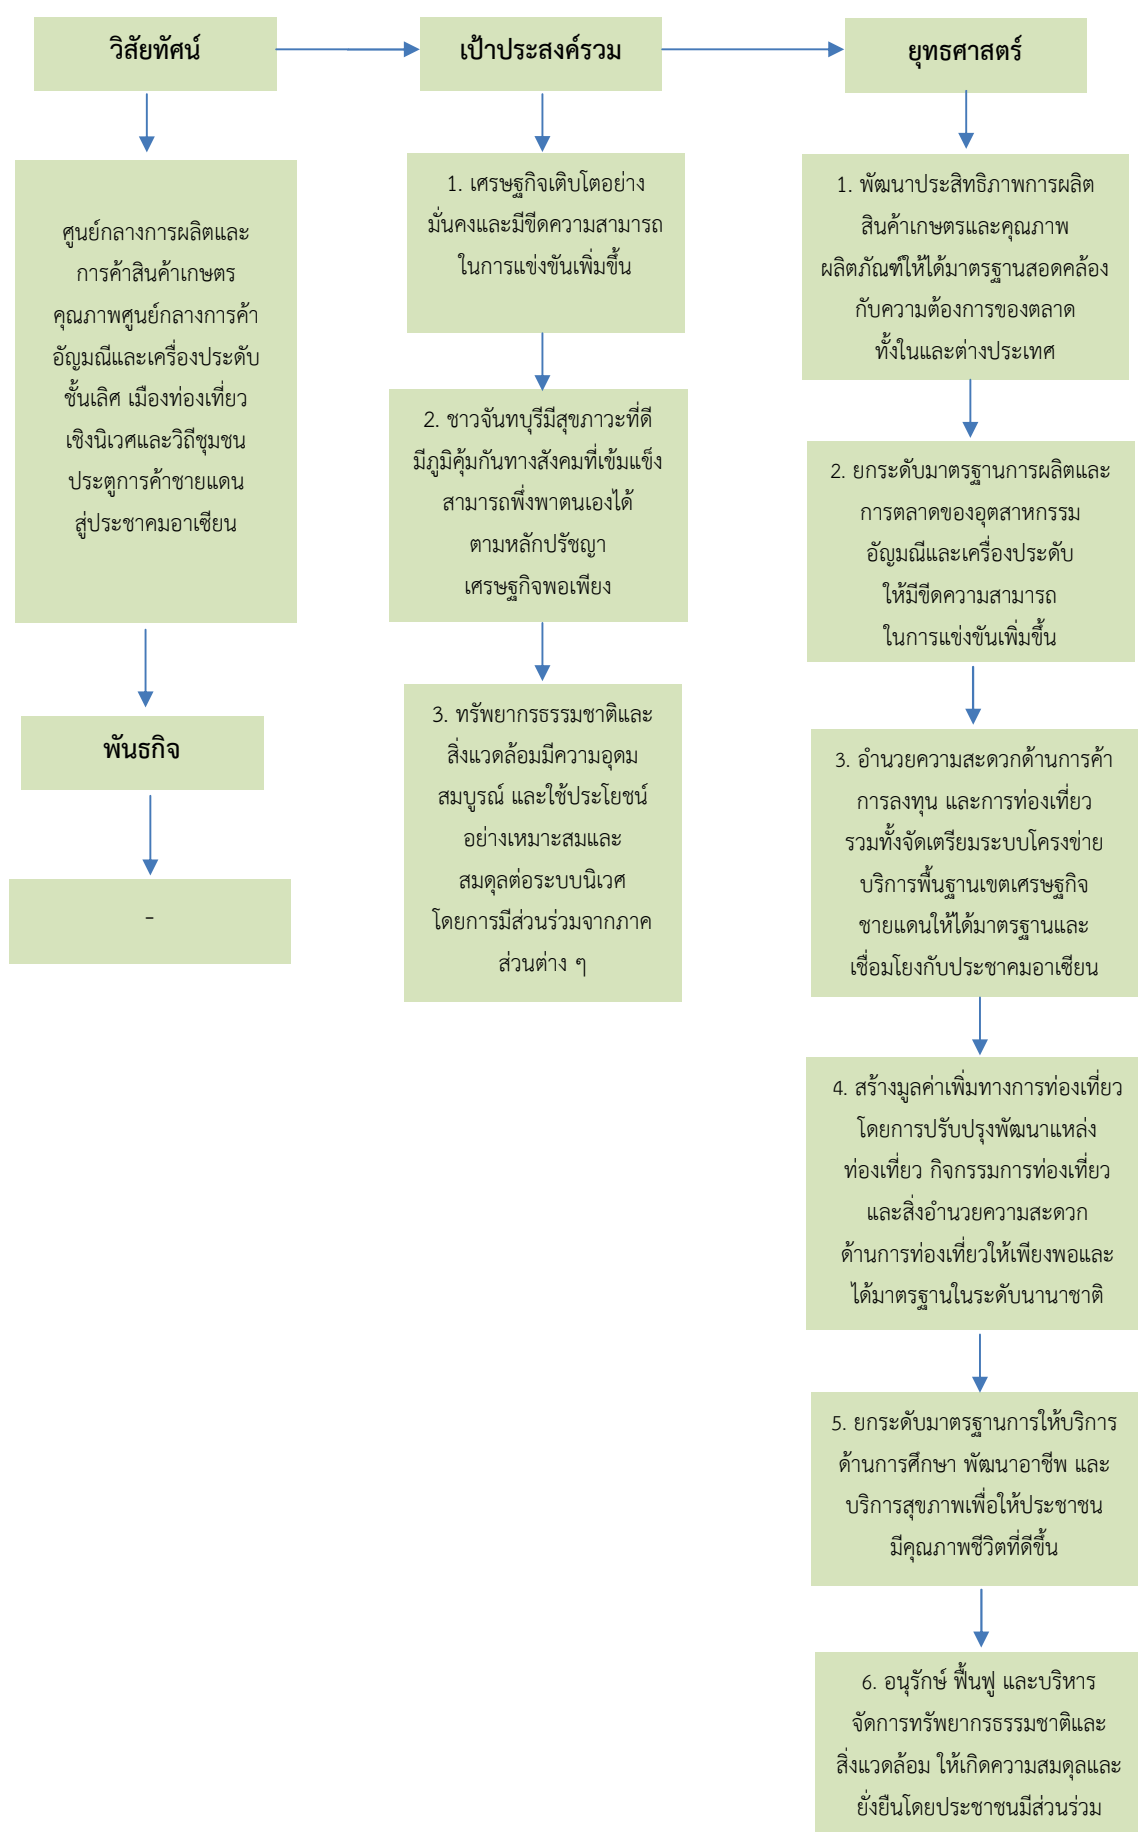 วิสัยทัศน์
ศูนย์กลางการผลิตและ
การค้าสินค้าเกษตร
คุณภาพศูนย์กลางการค้า
อัญมณีและเครื่องประดับ
ชั้นเลิศ เมืองท่องเที่ยว
เชิงนิเวศและวิถีชุมชน
ประตูการค้าชายแดน
สู่ประชาคมอาเซียน
พันธกิจ
-
เป้าประสงค์รวม
1. เศรษฐกิจเติบโตอย่าง
มั่นคงและมีขีดความสามารถ
ในการแข่งขันเพิ่มขึ้น
2. ชาวจันทบุรีมีสุขภาวะที่ดี
มีภูมิคุ้มกันทางสังคมที่เข้มแข็ง
สามารถพึ่งพาตนเองได้
ตามหลักปรัชญา
เศรษฐกิจพอเพียง
3. ทรัพยากรธรรมชาติและ
สิ่งแวดล้อมมีความอุดม
สมบูรณ์ และใช้ประโยชน์
อย่างเหมาะสมและ
สมดุลต่อระบบนิเวศ
โดยการมีส่วนร่วมจากภาค
ส่วนต่าง ๆ
ยุทธศาสตร์
1. พัฒนาประสิทธิภาพการผลิต
สินค้าเกษตรและคุณภาพ
ผลิตภัณฑ์ให้ได้มาตรฐานสอดคล้อง
กับความต้องการของตลาด
ทั้งในและต่างประเทศ
2. ยกระดับมาตรฐานการผลิตและ
การตลาดของอุตสาหกรรม
อัญมณีและเครื่องประดับ
ให้มีขีดความสามารถ
ในการแข่งขันเพิ่มขึ้น
3. อำนวยความสะดวกด้านการค้า
การลงทุน และการท่องเที่ยว
รวมทั้งจัดเตรียมระบบโครงข่าย
บริการพื้นฐานเขตเศรษฐกิจ
ชายแดนให้ได้มาตรฐานและ
เชื่อมโยงกับประชาคมอาเซียน
4. สร้างมูลค่าเพิ่มทางการท่องเที่ยว
โดยการปรับปรุงพัฒนาแหล่ง
ท่องเที่ยว กิจกรรมการท่องเที่ยว
และสิ่งอำนวยความสะดวก
ด้านการท่องเที่ยวให้เพียงพอและ
ได้มาตรฐานในระดับนานาชาติ
5. ยกระดับมาตรฐานการให้บริการ
ด้านการศึกษา พัฒนาอาชีพ และ
บริการสุขภาพเพื่อให้ประชาชน
มีคุณภาพชีวิตที่ดีขึ้น
6. อนุรักษ์ ฟื้นฟู และบริหาร
จัดการทรัพยากรธรรมชาติและ
สิ่งแวดล้อม ให้เกิดความสมดุลและ
ยั่งยืนโดยประชาชนมีส่วนร่วม